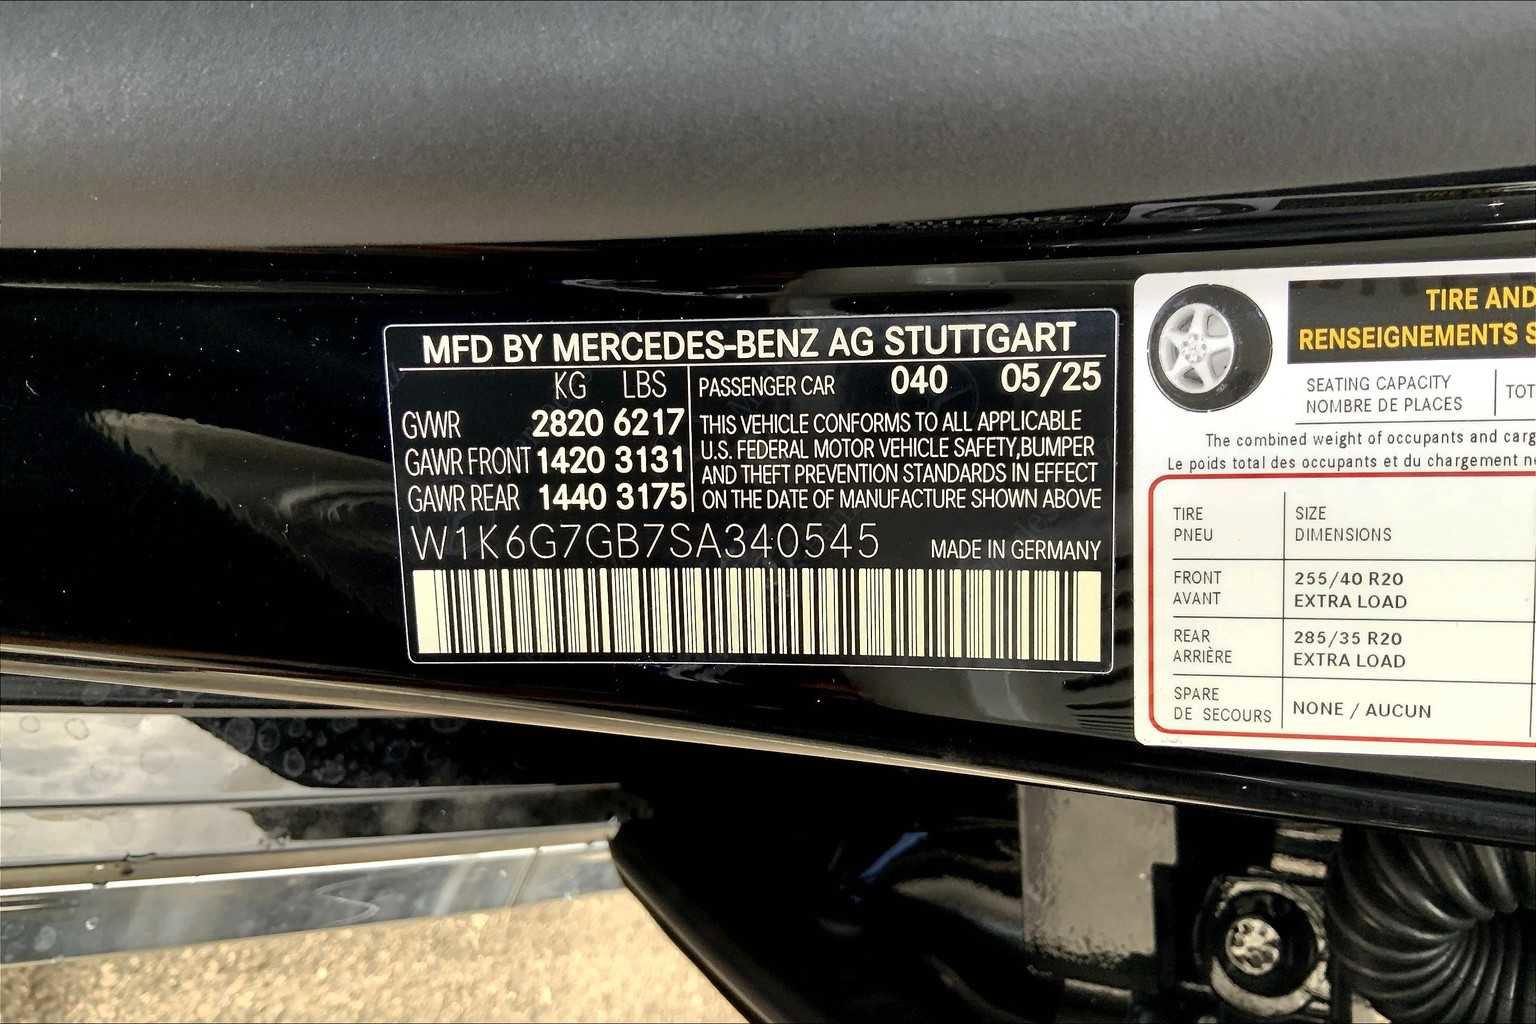 MFD BY MERCEDES-BENZ AG STUTTGART
KG LBS
GVWR 2820 6217
GAWR FRONT 1420 3131
GAWR REAR 1440 3175
PASSENGER CAR 040 05/25
THIS VEHICLE CONFORMS TO ALL APPLICABLE
U.S. FEDERAL MOTOR VEHICLE SAFETY,BUMPER
AND THEFT PREVENTION STANDARDS IN EFFECT
ON THE DATE OF MANUFACTURE SHOWN ABOVE
W1K6G7GB7SA340545
MADE IN GERMANY
TIRE AND
RENSEIGNEMENTS S
SEATING CAPACITY
NOMBRE DE PLACES
TOT
The combined weight of occupants and carg
Le poids total des occupants et du chargement ne
TIRE
PNEU
SIZE
DIMENSIONS
FRONT
AVANT
255/40 R20
EXTRA LOAD
REAR
ARRIÈRE
285/35 R20
EXTRA LOAD
SPARE
DE SECOURS
NONE / AUCUN